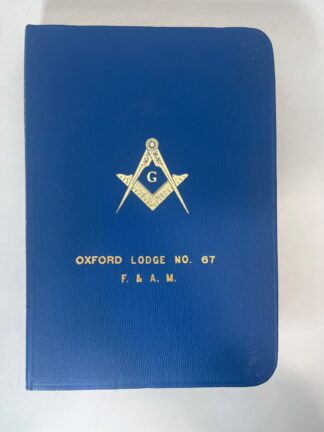 G
OXFORD LODGE NO. 67
F. & A. M.